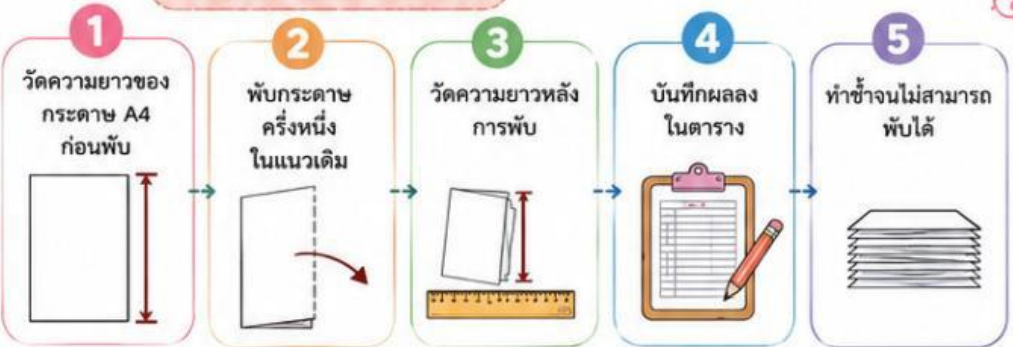 1
วัดความยาวของ
กระดาษ A4
ก่อนพับ
2
พับกระดาษ
ครึ่งหนึ่ง
ในแนวเดิม
3
วัดความยาวหลัง
การพับ
4
บันทึกผลลง
ในตาราง
5
ทำซ้ำจนไม่สามารถ
พับได้